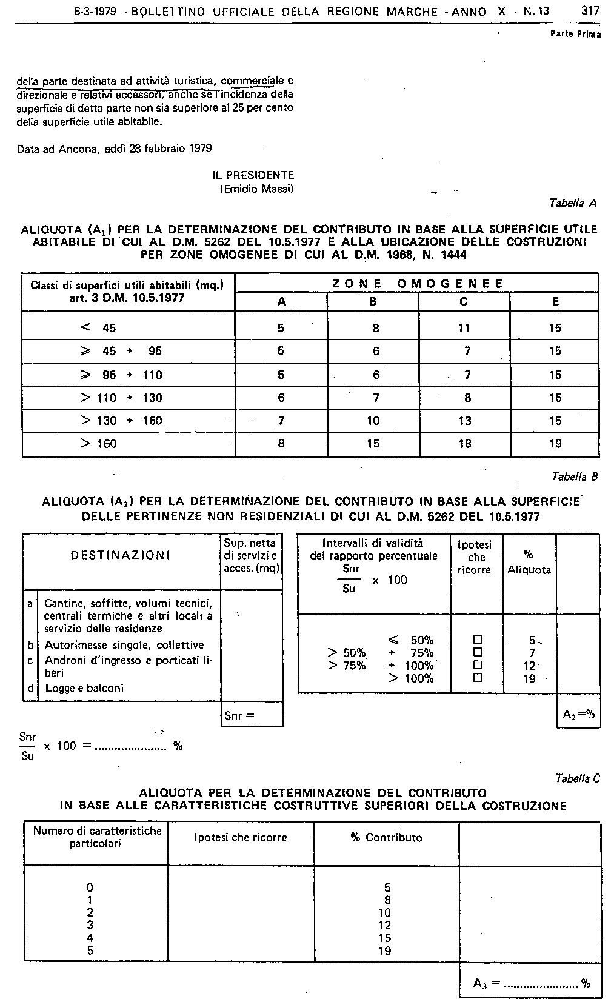 8-3-1979 - BOLLETTINO UFFICIALE DELLA REGIONE MARCHE - ANNO X - N. 13 317
Parte Prima
della parte destinata ad attività turistica, commerciale e
direzionale e relativi accessori, anche se l'incidenza della
superficie di detta parte non sia superiore al 25 per cento
della superficie utile abitabile.
Data ad Ancona, addì 28 febbraio 1979
IL PRESIDENTE
(Emidio Massi)
Tabella A
ALIQUOTA (A₁) PER LA DETERMINAZIONE DEL CONTRIBUTO IN BASE ALLA SUPERFICIE UTILE
ABITABILE DI CUI AL D.M. 5262 DEL 10.5.1977 E ALLA UBICAZIONE DELLE COSTRUZIONI
PER ZONE OMOGENEE DI CUI AL D.M. 1968, N. 1444
Classi di superfici utili abitabili (mq.) ZONE OMOGENEE
art. 3 D.M. 10.5.1977 A B C E
< 45 5 8 11 15
⩾ 45 → 95 5 6 7 15
⩾ 95 → 110 5 6 7 15
> 110 → 130 6 7 8 15
> 130 → 160 7 10 13 15
> 160 8 15 18 19
Tabella B
ALIQUOTA (A₂) PER LA DETERMINAZIONE DEL CONTRIBUTO IN BASE ALLA SUPERFICIE
DELLE PERTINENZE NON RESIDENZIALI DI CUI AL D.M. 5262 DEL 10.5.1977
DESTINAZIONI
Sup. netta
di servizi e
acces. (mq)
a Cantine, soffitte, volumi tecnici,
centrali termiche e altri locali a
servizio delle residenze
b Autorimesse singole, collettive
c Androni d'ingresso e porticati li-
beri
d Logge e balconi
Snr =
Intervalli di validità
del rapporto percentuale
Snr
x 100
Su
Ipotesi
che
ricorre
%
Aliquota
⩽ 50% ☐ 5
> 50% → 75% ☐ 7
> 75% → 100% ☐ 12
> 100% ☐ 19
A₂=%
Snr
x 100 = ...................... %
Su
Tabella C
ALIQUOTA PER LA DETERMINAZIONE DEL CONTRIBUTO
IN BASE ALLE CARATTERISTICHE COSTRUTTIVE SUPERIORI DELLA COSTRUZIONE
Numero di caratteristiche
particolari
Ipotesi che ricorre
% Contributo
0 5
1 8
2 10
3 12
4 15
5 19
A₃ = ....................... %